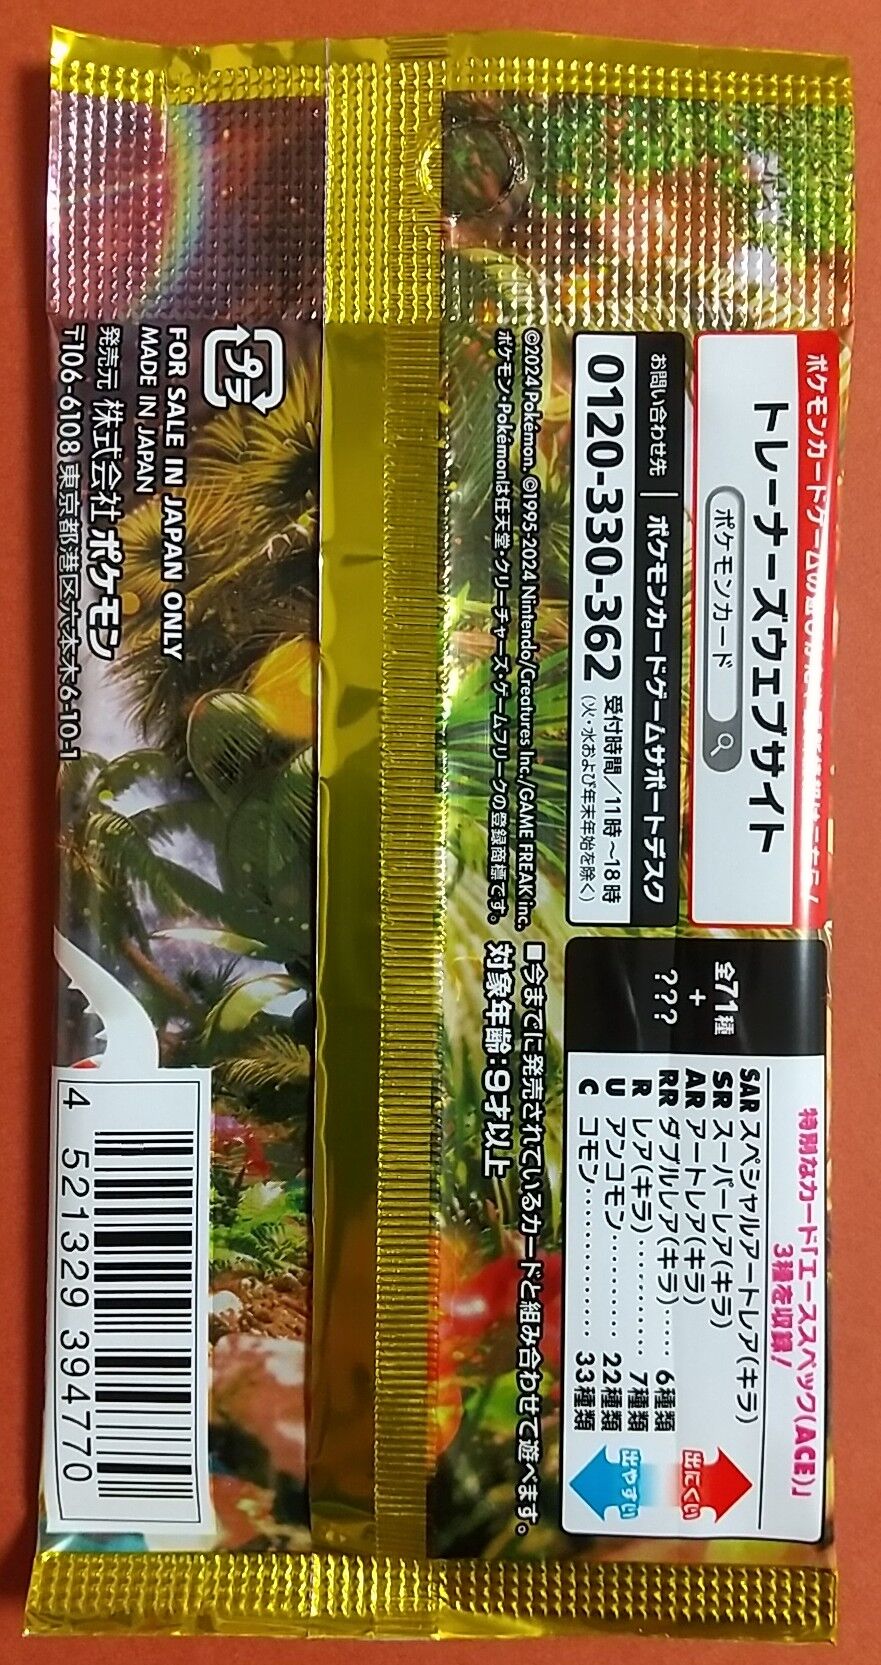 トレーナーズウェブサイト
ポケモンカード
お問い合わせ先 ポケモンカードゲームサポートデスク
0120-330-362 受付時間/11時~18時
(火・水および年末年始を除く)
©2024 Pokémon. ©1995-2024 Nintendo/Creatures Inc./GAME FREAK inc.
ポケモン・Pokémonは任天堂・クリーチャーズ・ゲームフリークの登録商標です。
特別なカード「エーススペック(ACE)」
3種を収録!
全71種
+
???
SAR スペシャルアートレア(キラ)
SR スーパーレア(キラ)
AR アートレア(キラ)
RR ダブルレア(キラ)‥‥ 6種類
R レア(キラ)‥‥‥‥‥ 7種類
U アンコモン‥‥‥‥‥ 22種類
C コモン‥‥‥‥‥‥‥ 33種類
出にくい
出やすい
■今までに発売されているカードと組み合わせて遊べます。
対象年齢:9才以上
プラ
FOR SALE IN JAPAN ONLY
MADE IN JAPAN
発売元 株式会社ポケモン
〒106-6108 東京都港区六本木6-10-1
4 521329 394770